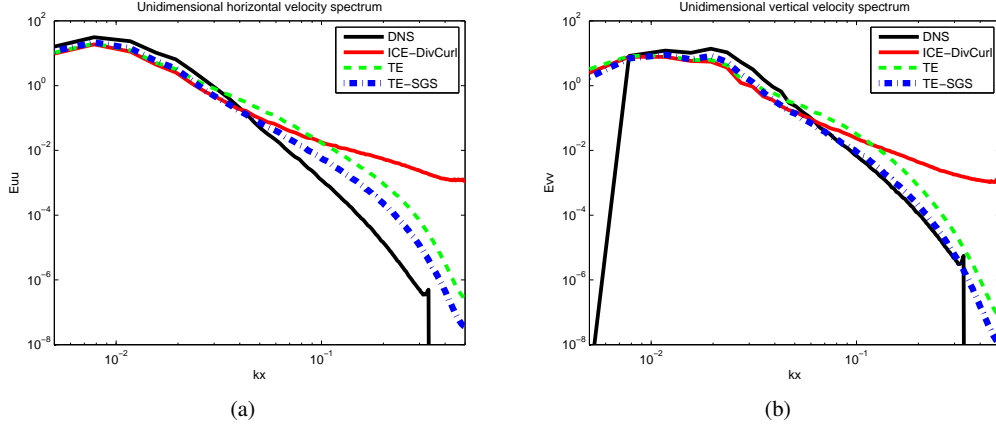 Unidimensional horizontal velocity spectrum
10^2
10^0
10^-2
10^-4
10^-6
10^-8
Euu
10^-2
10^-1
kx
DNS
ICE-DivCurl
TE
TE-SGS
(a)
Unidimensional vertical velocity spectrum
10^2
10^0
10^-2
10^-4
10^-6
10^-8
Evv
10^-2
10^-1
kx
DNS
ICE-DivCurl
TE
TE-SGS
(b)